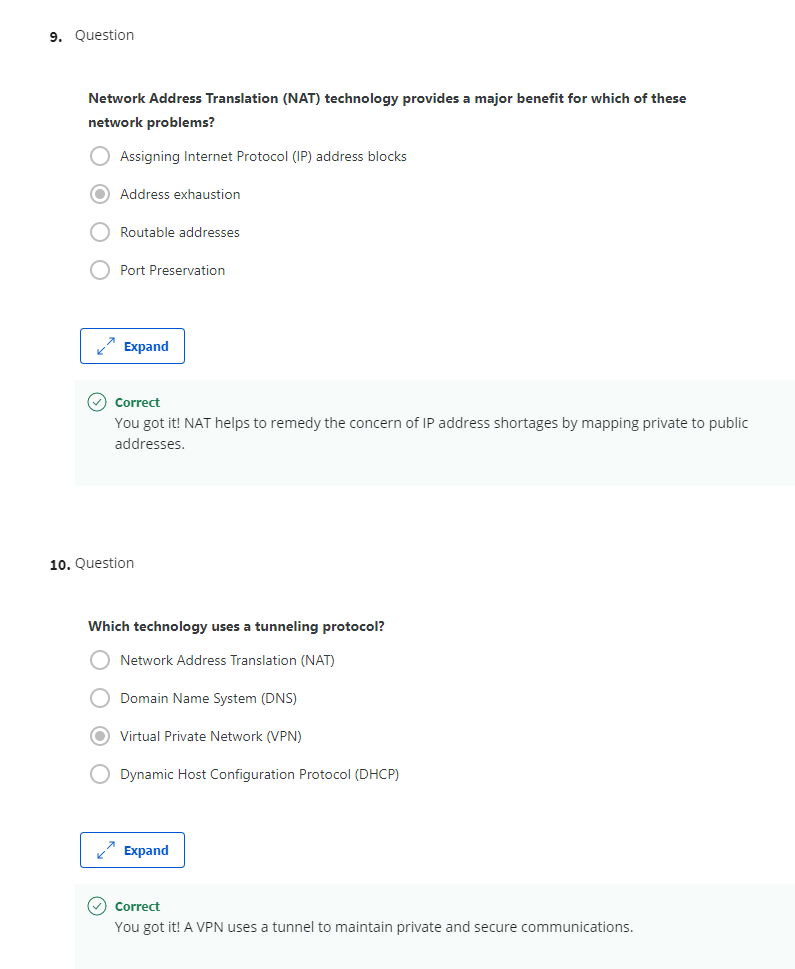 9. Question
Network Address Translation (NAT) technology provides a major benefit for which of these
network problems?
Assigning Internet Protocol (IP) address blocks
Address exhaustion
Routable addresses
Port Preservation
Expand
Correct
You got it! NAT helps to remedy the concern of IP address shortages by mapping private to public
addresses.
10. Question
Which technology uses a tunneling protocol?
Network Address Translation (NAT)
Domain Name System (DNS)
Virtual Private Network (VPN)
Dynamic Host Configuration Protocol (DHCP)
Expand
Correct
You got it! A VPN uses a tunnel to maintain private and secure communications.